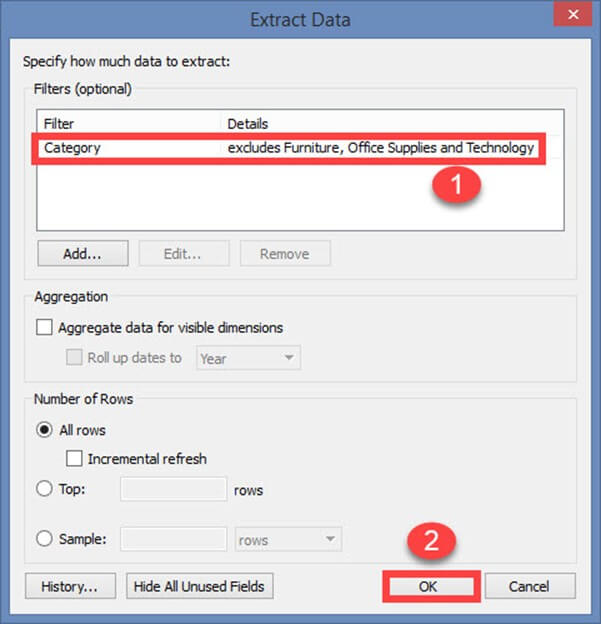 Extract Data
x
Specify how much data to extract:
Filters (optional)
Filter Details
Category excludes Furniture, Office Supplies and Technology
1
Add... Edit... Remove
Aggregation
Aggregate data for visible dimensions
Roll up dates to Year
Number of Rows
All rows
Incremental refresh
Top: rows
Sample: rows
2
History... Hide All Unused Fields OK Cancel